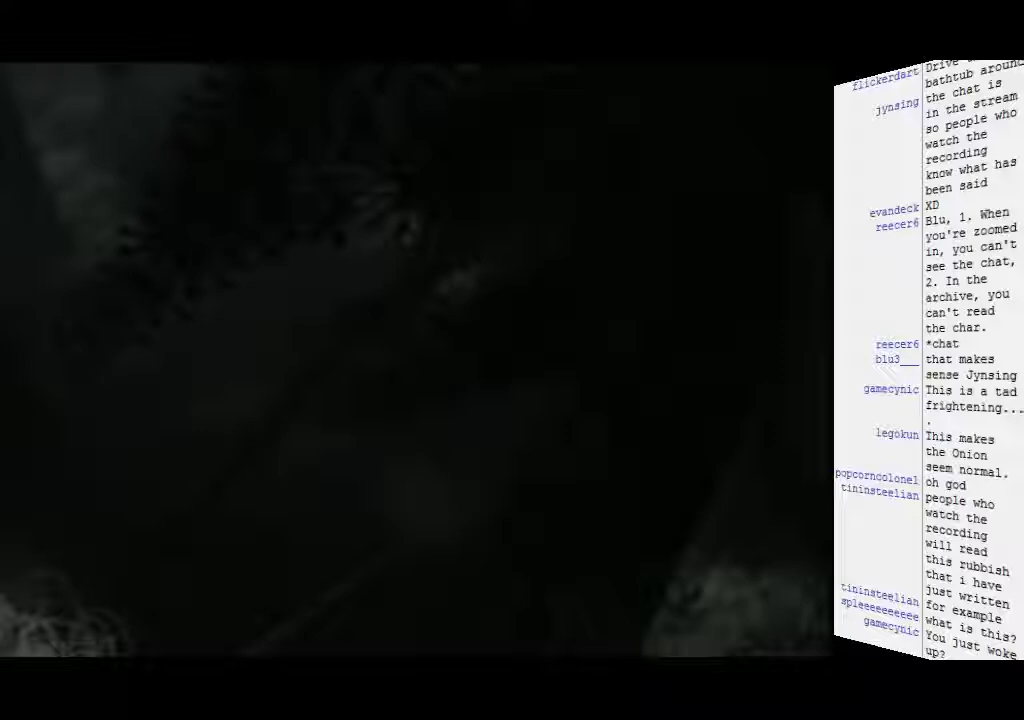 flickerdart Drive
bathtub around
jynsing the chat is
in the stream
so people who
watch the
recording
know what has
been said
evandeck XD
reecer6 Blu, 1. When
you're zoomed
in, you can't
see the chat,
2. In the
archive, you
can't read
the char.
reecer6 *chat
blu3___ that makes
sense Jynsing
gamecynic This is a tad
frightening...
.
legokun This makes
the Onion
seem normal.
popcorncolonel oh god
tininsteelian people who
watch the
recording
will read
this rubbish
that i have
just written
tininsteelian for example
spleeeeeeeee what is this?
gamecynic You just woke
up?